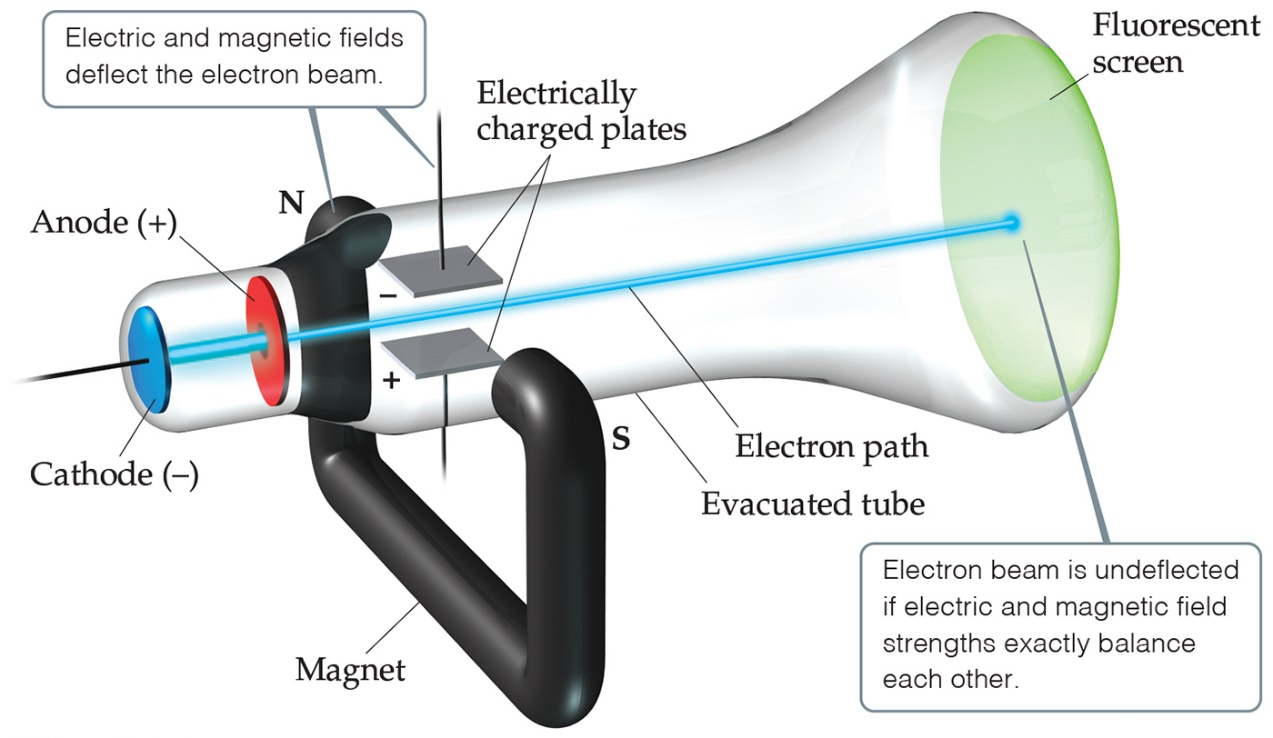 Electric and magnetic fields
deflect the electron beam.
Fluorescent
screen
Electrically
charged plates
N
Anode (+)
–
+
S
Cathode (–)
Electron path
Evacuated tube
Magnet
Electron beam is undeflected
if electric and magnetic field
strengths exactly balance
each other.